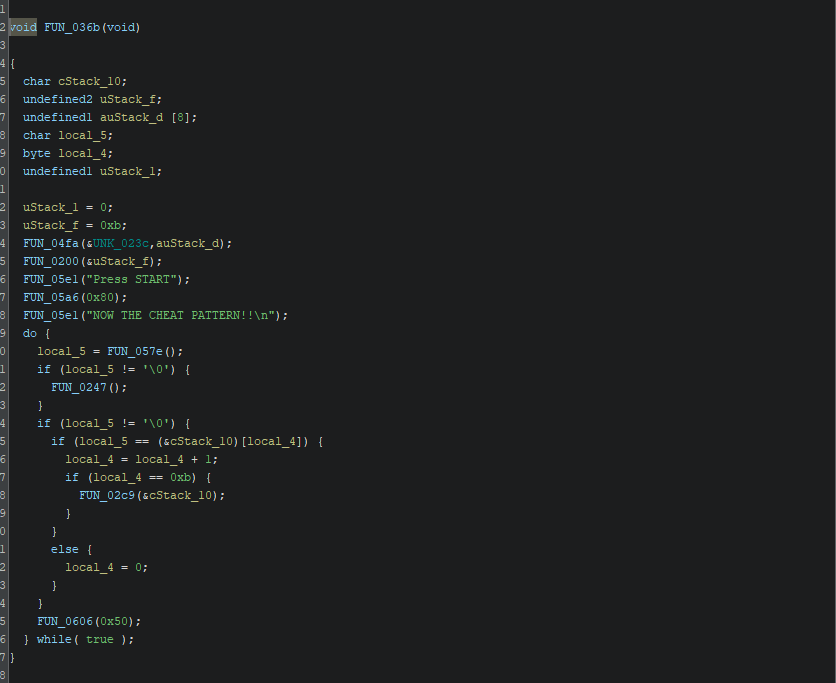 1
2 void FUN_036b(void)
3
4 {
5   char cStack_10;
6   undefined2 uStack_f;
7   undefined1 auStack_d [8];
8   char local_5;
9   byte local_4;
0   undefined1 uStack_1;
1
2   uStack_1 = 0;
3   uStack_f = 0xb;
4   FUN_04fa(&UNK_023c,auStack_d);
5   FUN_0200(&uStack_f);
6   FUN_05e1("Press START");
7   FUN_05a6(0x80);
8   FUN_05e1("NOW THE CHEAT PATTERN!!\n");
9   do {
0     local_5 = FUN_057e();
1     if (local_5 != '\0') {
2       FUN_0247();
3     }
4     if (local_5 != '\0') {
5       if (local_5 == (&cStack_10)[local_4]) {
6         local_4 = local_4 + 1;
7         if (local_4 == 0xb) {
8           FUN_02c9(&cStack_10);
9         }
0       }
1       else {
2         local_4 = 0;
3       }
4     }
5     FUN_0606(0x50);
6   } while( true );
7 }
8